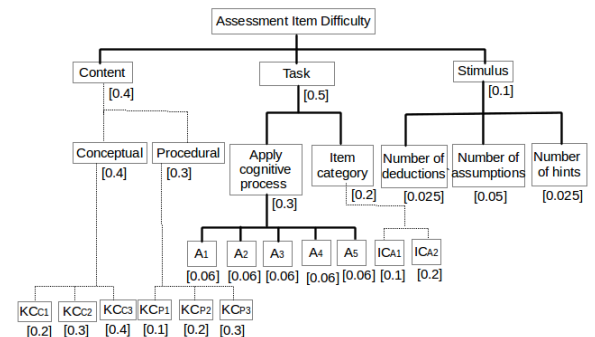 Assessment Item Difficulty
Content
Task
Stimulus
[0.4]
[0.5]
[0.1]
Conceptual
Procedural
Apply
cognitive
process
Item
category
Number of
deductions
Number of
assumptions
Number
of hints
[0.4]
[0.3]
[0.3]
[0.2]
[0.025]
[0.05]
[0.025]
A1
A2
A3
A4
A5
ICA1
ICA2
[0.06]
[0.06]
[0.06]
[0.06]
[0.06]
[0.1]
[0.2]
KCC1
KCC2
KCC3
KCP1
KCP2
KCP3
[0.2]
[0.3]
[0.4]
[0.1]
[0.2]
[0.3]